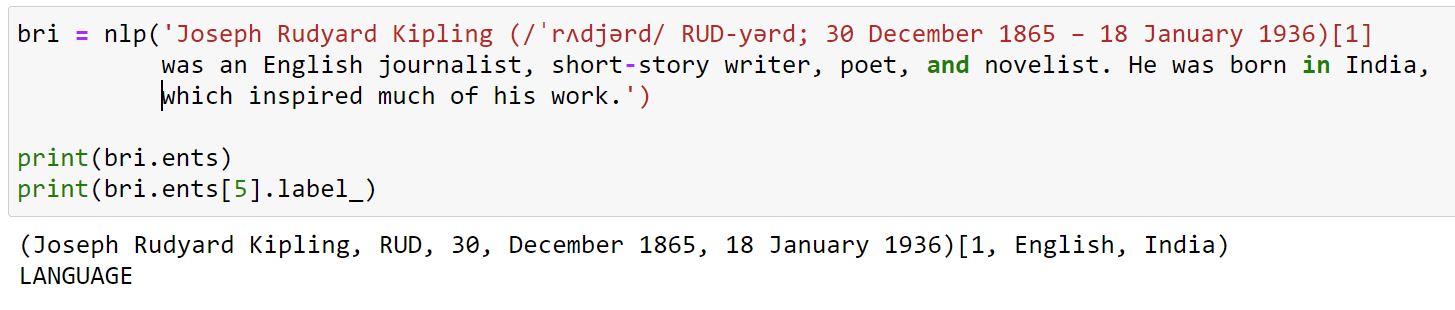 bri = nlp('Joseph Rudyard Kipling (/ˈrʌdjərd/ RUD-yərd; 30 December 1865 – 18 January 1936)[1]
was an English journalist, short-story writer, poet, and novelist. He was born in India,
which inspired much of his work.')
print(bri.ents)
print(bri.ents[5].label_)
(Joseph Rudyard Kipling, RUD, 30, December 1865, 18 January 1936)[1, English, India)
LANGUAGE